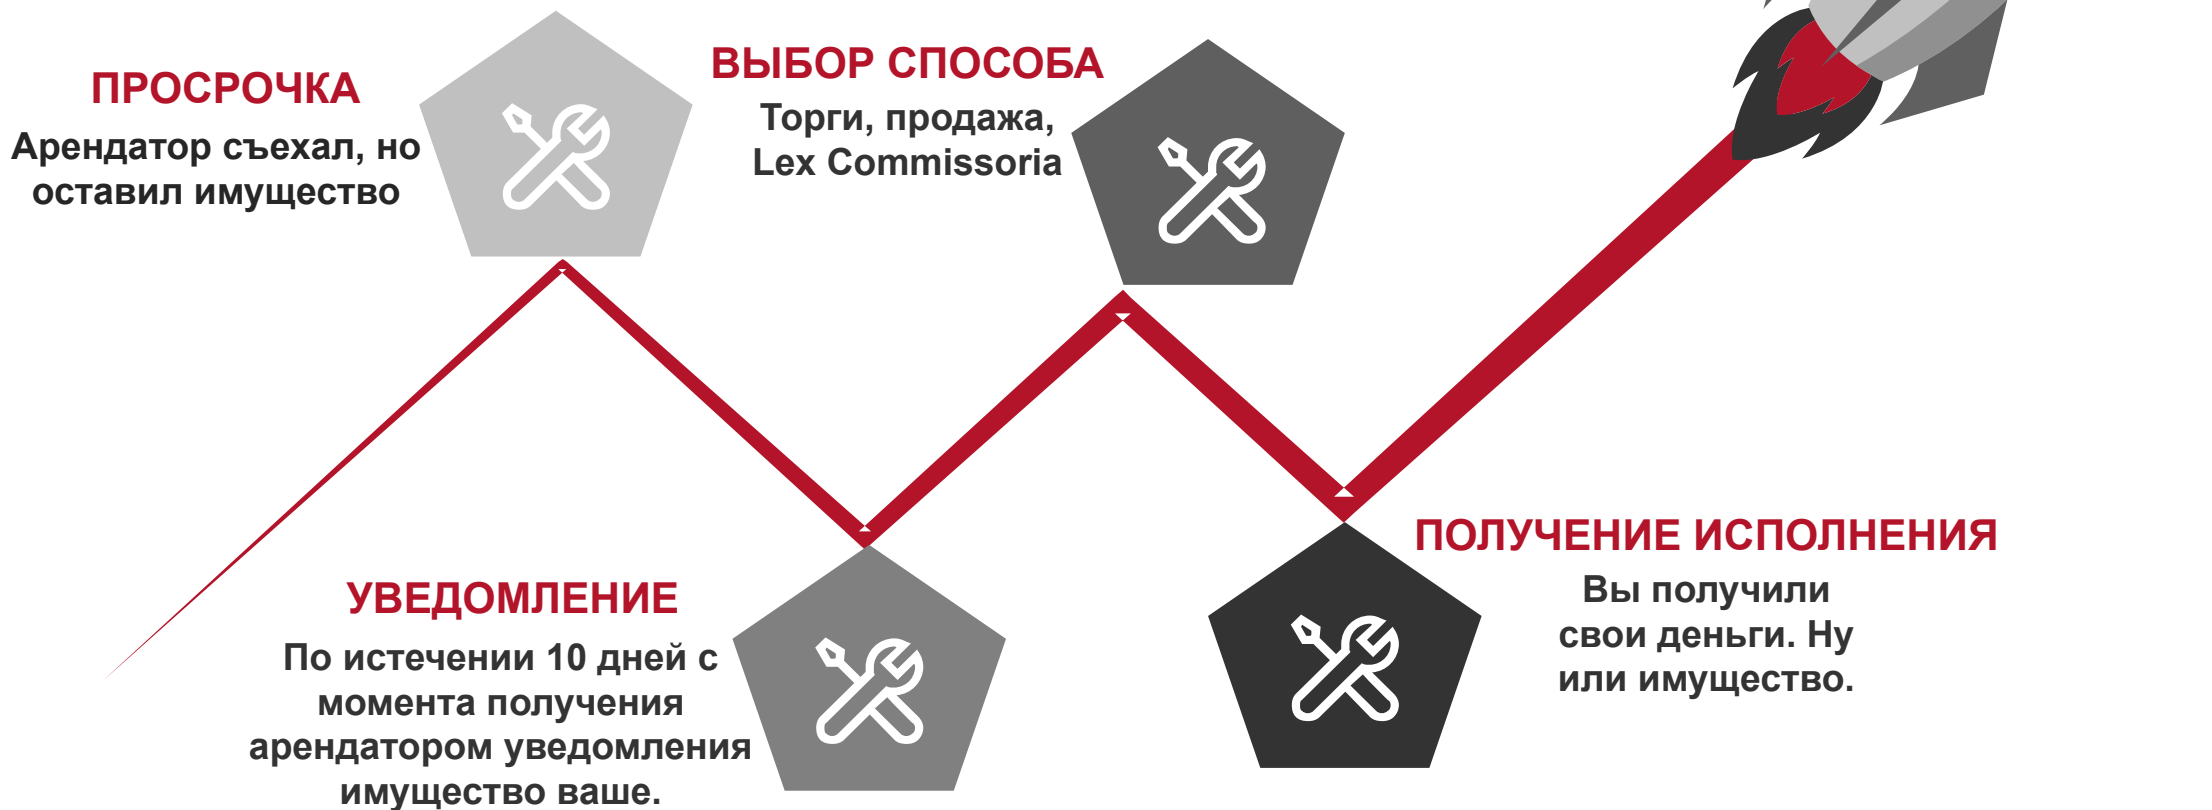 ПРОСРОЧКА
Арендатор съехал, но
оставил имущество
УВЕДОМЛЕНИЕ
По истечении 10 дней с
момента получения
арендатором уведомления
имущество ваше.
ВЫБОР СПОСОБА
Торги, продажа,
Lex Commissoria
ПОЛУЧЕНИЕ ИСПОЛНЕНИЯ
Вы получили
свои деньги. Ну
или имущество.